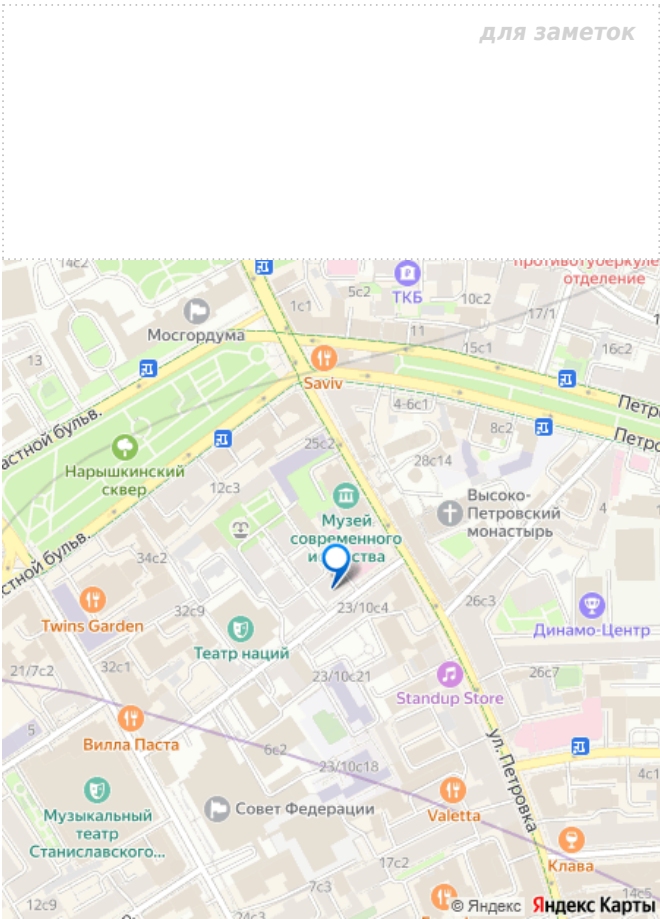 для заметок
14с2
противотуберкуле
отделение
5с2
ТКБ
10с2
1с1
17/1
Мосгордума
11
15с1
16с2
13
Saviv
Петро
4-6с1
астной бульв.
8с2
Петро
25с2
28с14
Нарышкинский
сквер
12с3
Высоко-
Петровский
монастырь
4
Музей
современного
стной бульв.
34с2
32с9
23/10с4
26с3
Twins Garden
Динамо-Центр
Театр наций
21/7с2
32с1
23/10с21
26с7
Standup Store
5
Вилла Паста
ул. Петровка
6с2
23/10с18
4с1
Совет Федерации
Valetta
Музыкальный
театр
Станиславского...
17с2
Клава
7с3
12с9
14с5
24с3
© Яндекс Яндекс Карты